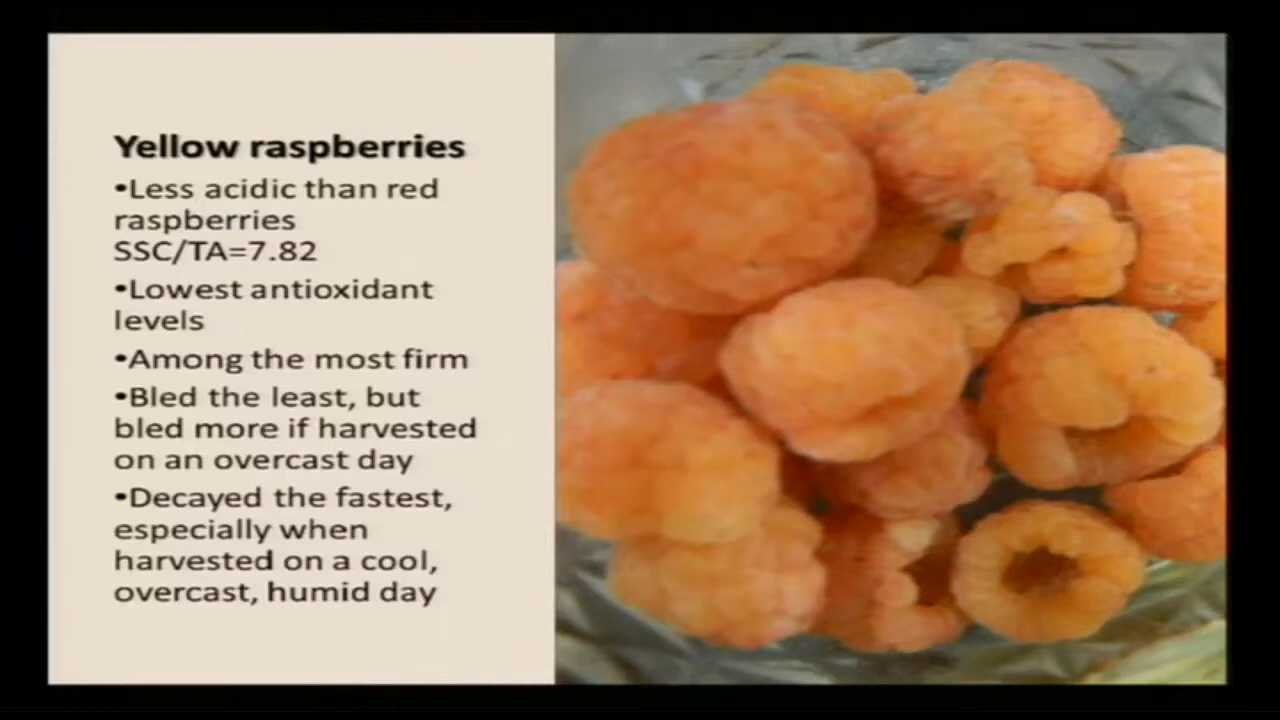 Yellow raspberries
•Less acidic than red
raspberries
SSC/TA=7.82
•Lowest antioxidant
levels
•Among the most firm
•Bled the least, but
bled more if harvested
on an overcast day
•Decayed the fastest,
especially when
harvested on a cool,
overcast, humid day